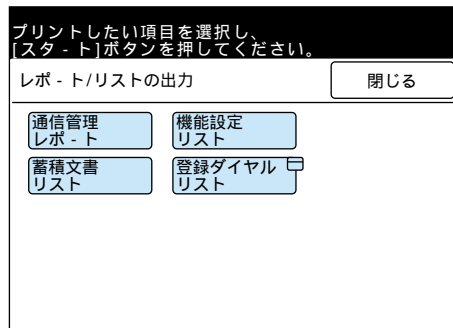 プリントしたい項目を選択し、
[スタ - ト]ボタンを押してください。
レポ - ト/リストの出力
閉じる
通信管理
レポ - ト
機能設定
リスト
蓄積文書
リスト
登録ダイヤル
リスト